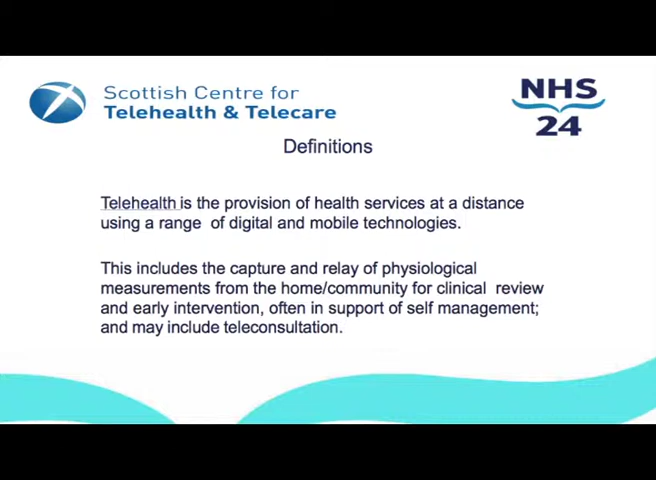 Scottish Centre for
Telehealth & Telecare
NHS
24
Definitions
Telehealth is the provision of health services at a distance
using a range of digital and mobile technologies.
This includes the capture and relay of physiological
measurements from the home/community for clinical review
and early intervention, often in support of self management;
and may include teleconsultation.